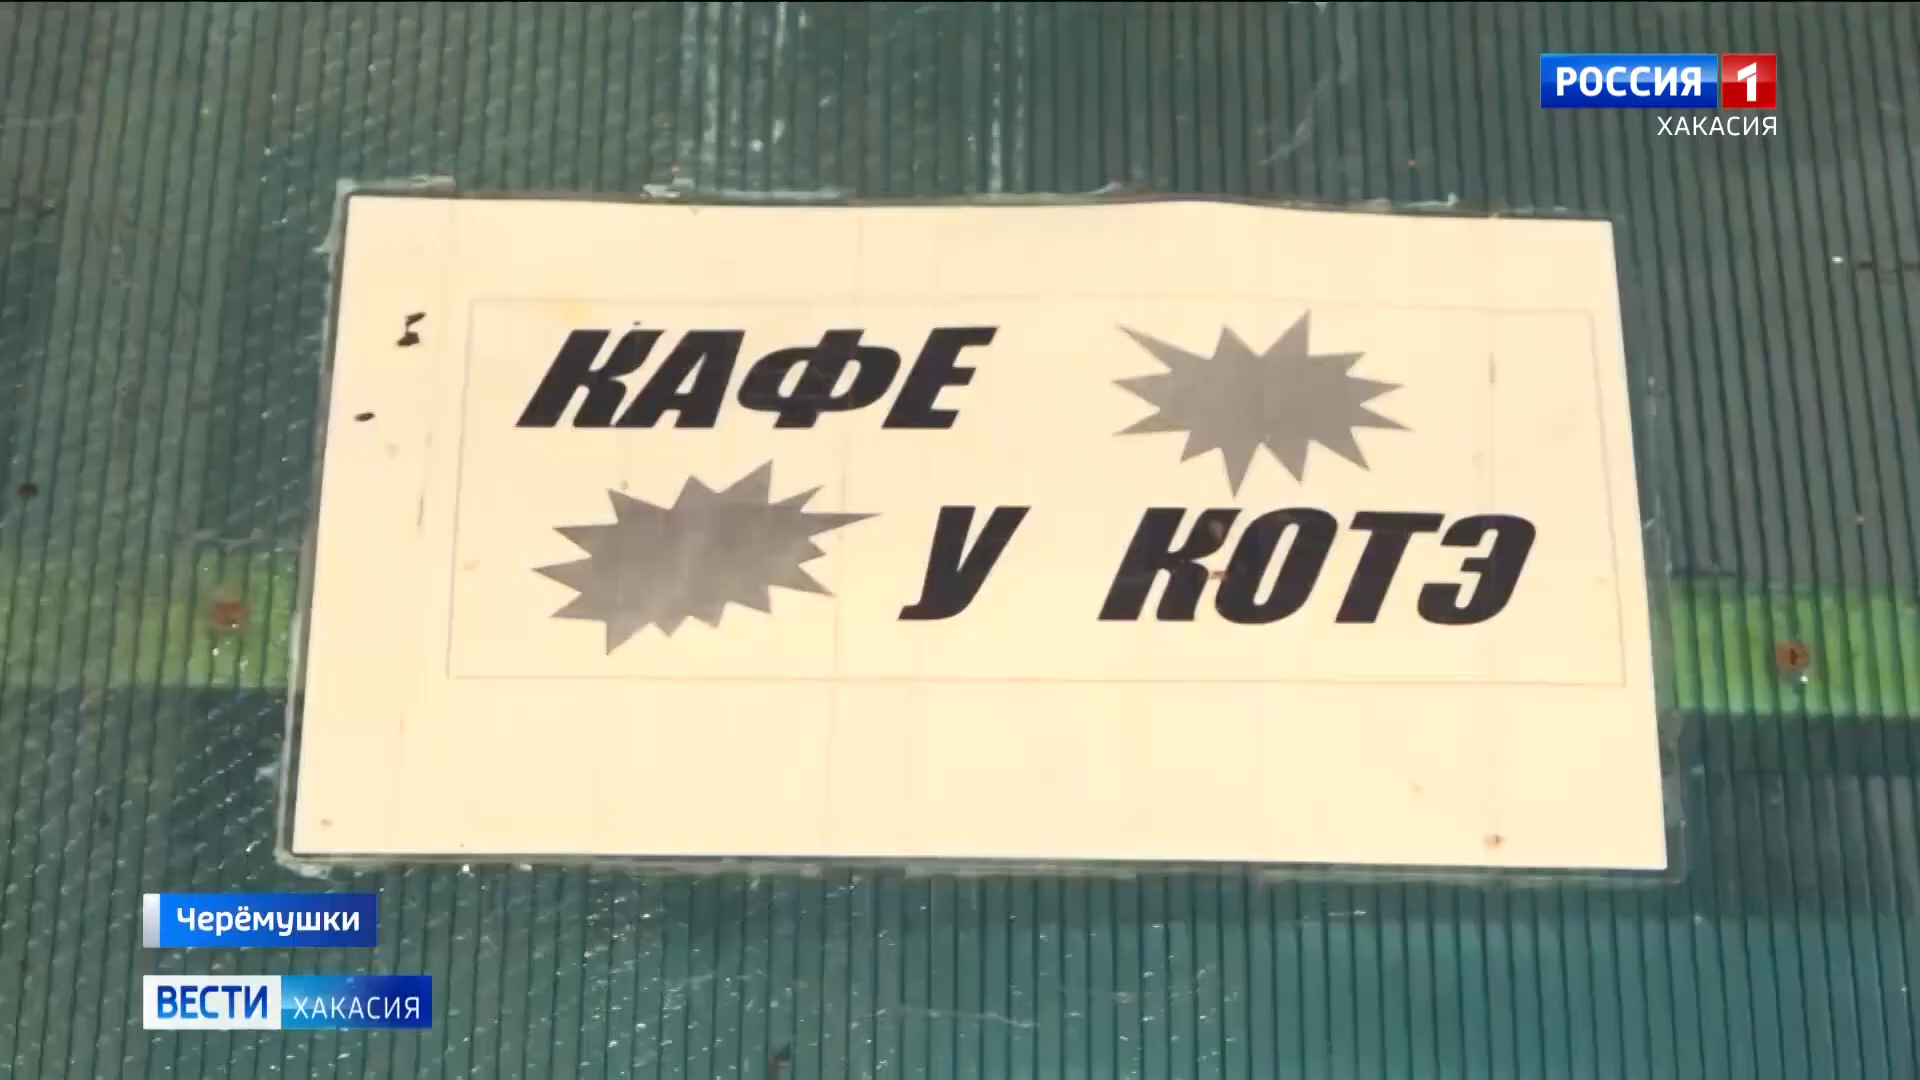 РОССИЯ 1
ХАКАСИЯ
КАФЕ
У КОТЭ
Черёмушки
ВЕСТИ ХАКАСИЯ